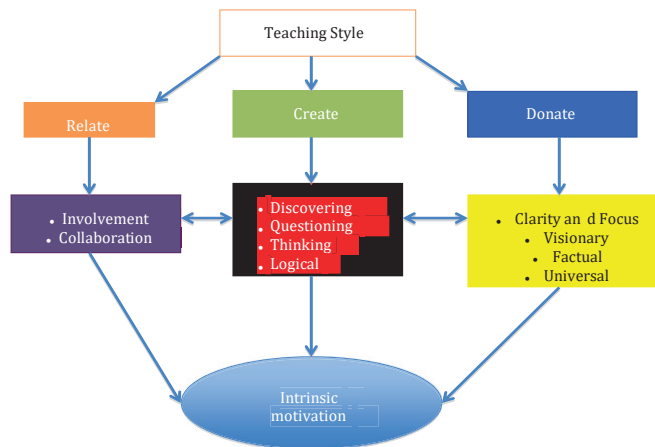 Teaching Style
Relate
Create
Donate
• Involvement
• Collaboration
• Discovering
• Questioning
• Thinking
• Logical
• Clarity an d Focus
• Visionary
• Factual
• Universal
Intrinsic
motivation